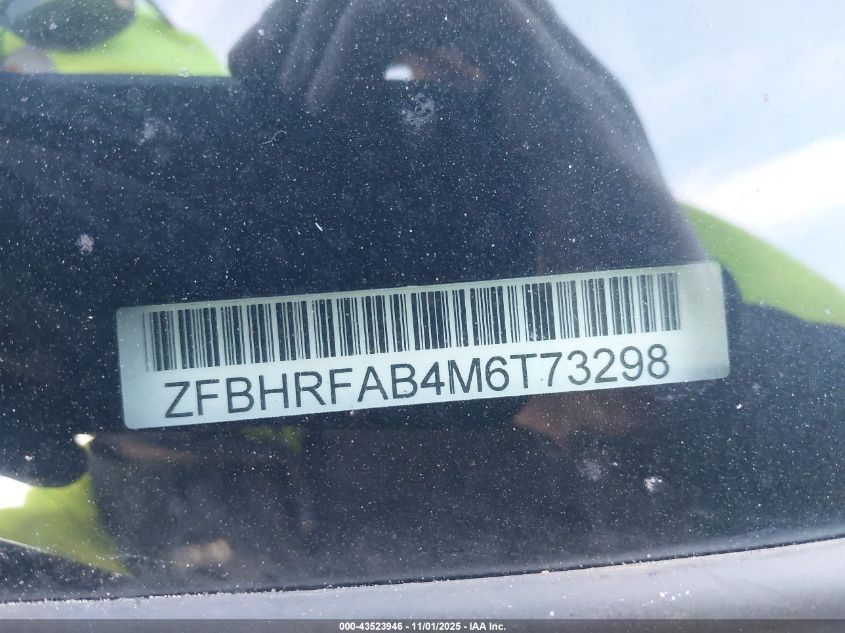 ZFBHRFAB4M6T73298
000-43523946 - 11/01/2025 - IAA Inc.